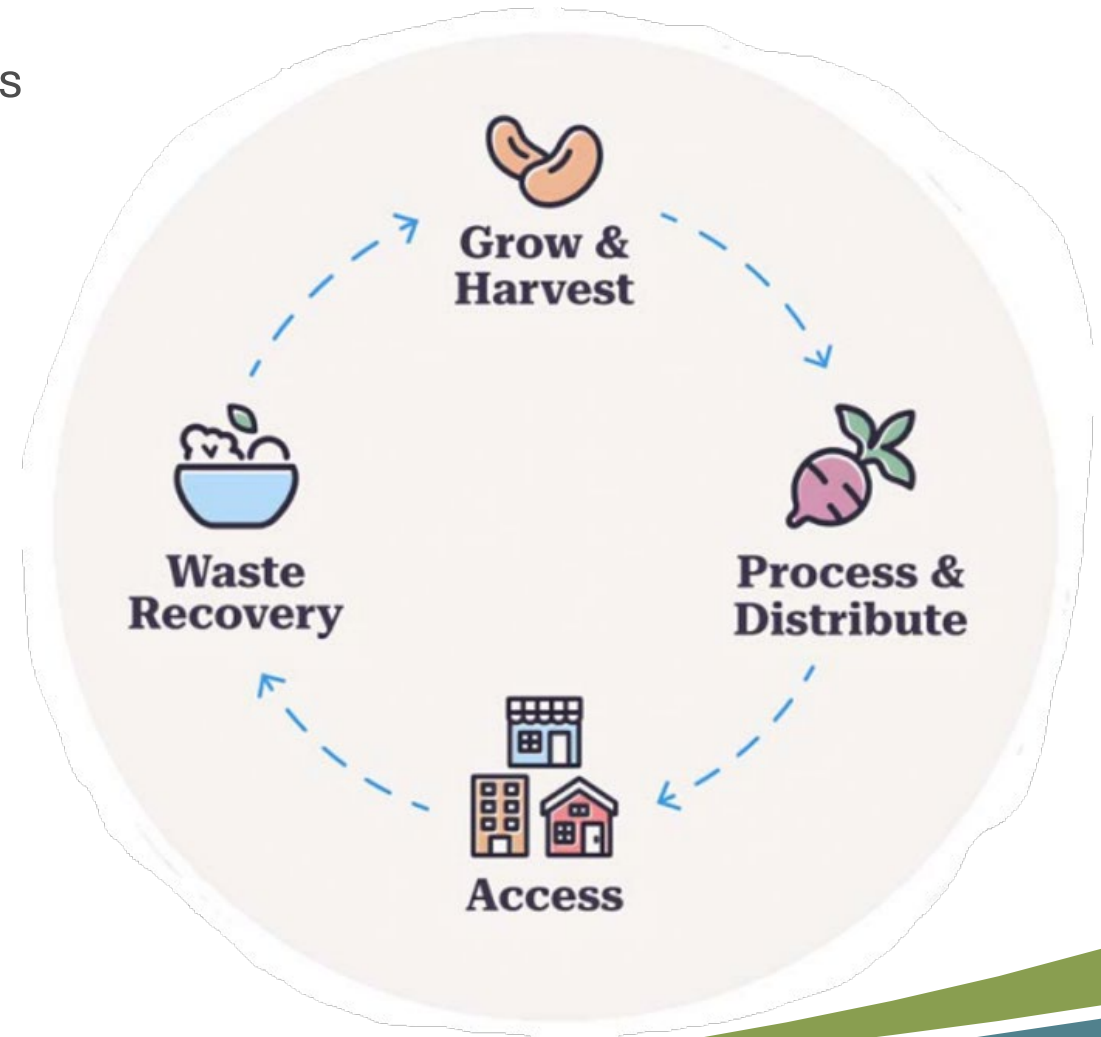 s
Grow &
Harvest
Process &
Distribute
Access
Waste
Recovery